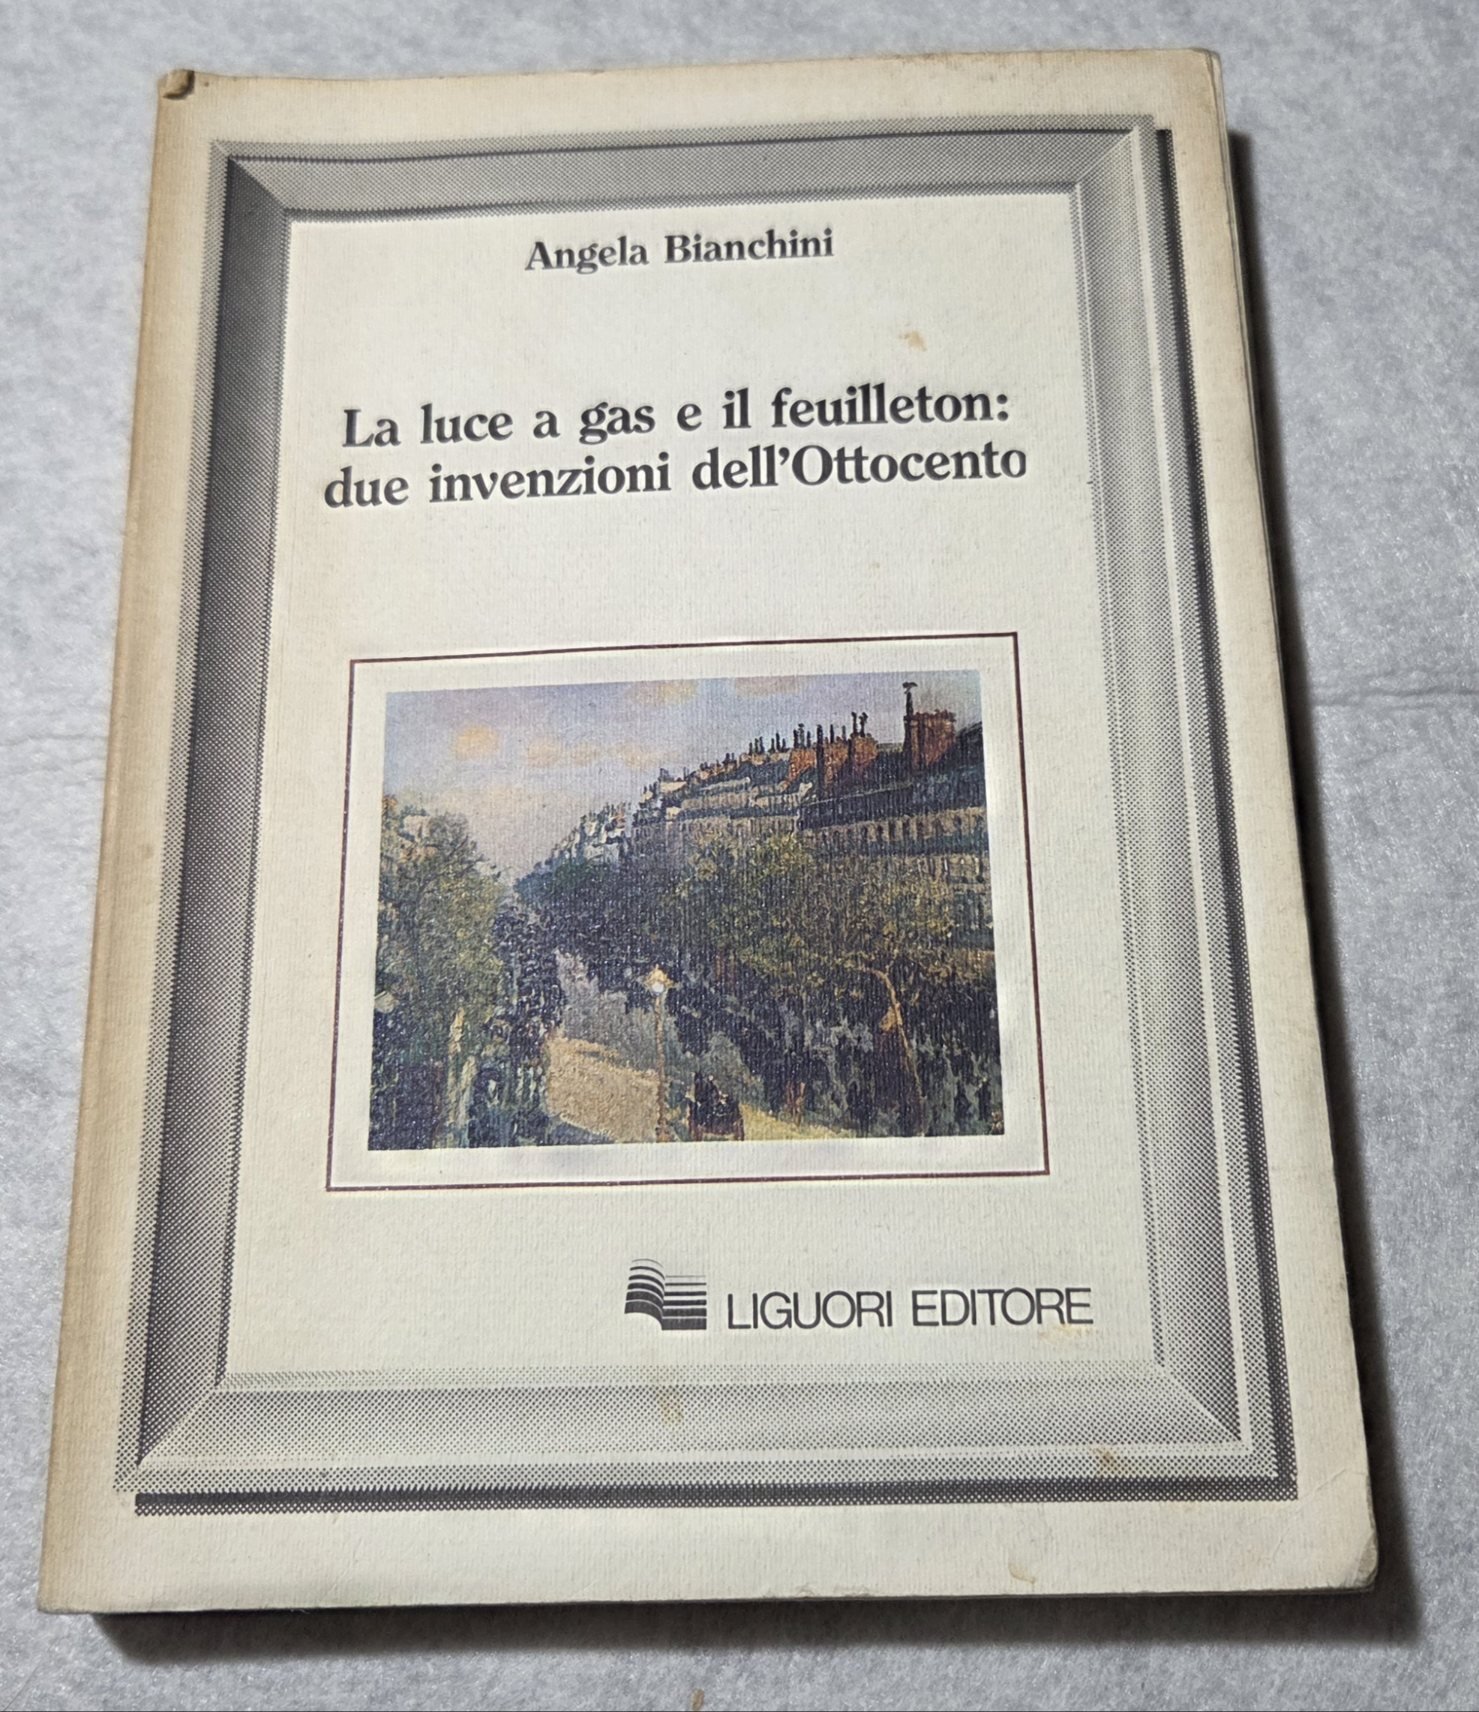 Angela Bianchini
La luce a gas e il feuilleton:
due invenzioni dell'Ottocento
LIGUORI EDITORE